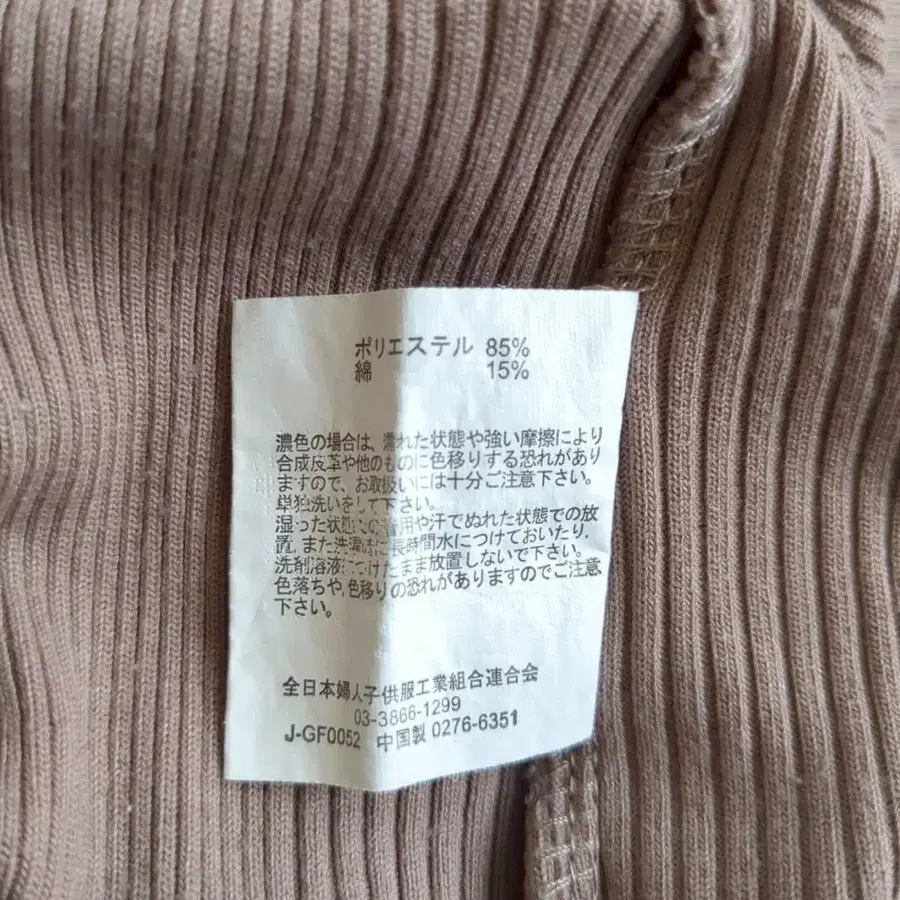 ポリエステル 85%
綿 15%
濃色の場合は、濡れた状態や強い摩擦により
合成皮革や他のものに色移りする恐れがあり
ますので、お取扱いには十分ご注意下さい。
単独洗いをして下さい。
湿った状態での着用や汗でぬれた状態での放
置,また洗濯時に長時間水につけておいたり,
洗剤溶液につけたまま放置しないで下さい。
色落ちや,色移りの恐れがありますのでご注意
下さい。
全日本婦人子供服工業組合連合会
03-3866-1299
J-GF0052 中国製 0276-6351